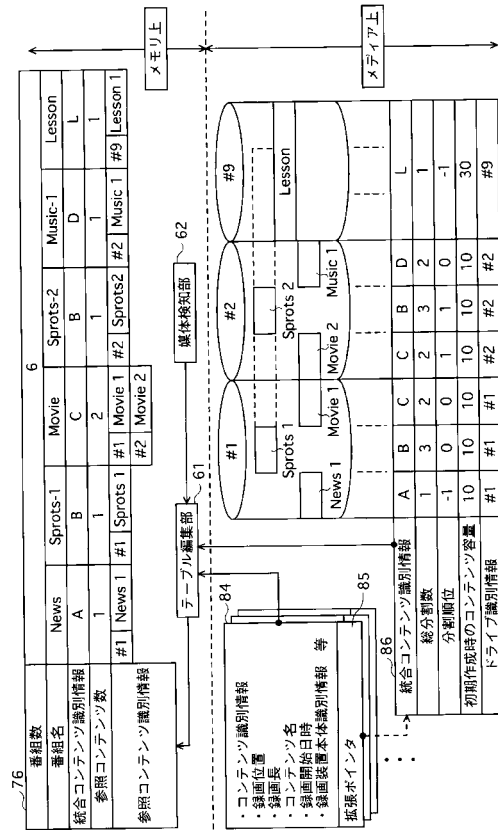 76
番組数 6
番組名 News Sprots-1 Movie Sprots-2 Music-1 Lesson
統合コンテンツ識別情報 A B C B D L
参照コンテンツ数 1 1 2 1 1 1
参照コンテンツ識別情報 #1 News 1 #1 Sprots 1 #1 Movie 1 #2 Sprots2 #2 Music 1 #9 Lesson 1
#2 Movie 2
メモリ上
テーブル編集部 61
媒体検知部 62
メディア上
84
・コンテンツ識別情報
・録画位置
・録画長
・コンテンツ名
・録画開始日時
・録画装置本体識別情報 等
拡張ポインタ
85
・・・
#1 #2 #9
Sprots 1 Sprots 2 Lesson
News 1 Movie 1 Movie 2 Music 1
86
統合コンテンツ識別情報 A B C C B D L
総分割数 1 3 2 2 3 2 1
分割順位 -1 0 0 1 1 0 -1
初期作成時のコンテンツ容量 10 10 10 10 10 10 30
ドライブ識別情報 #1 #1 #1 #2 #2 #2 #9